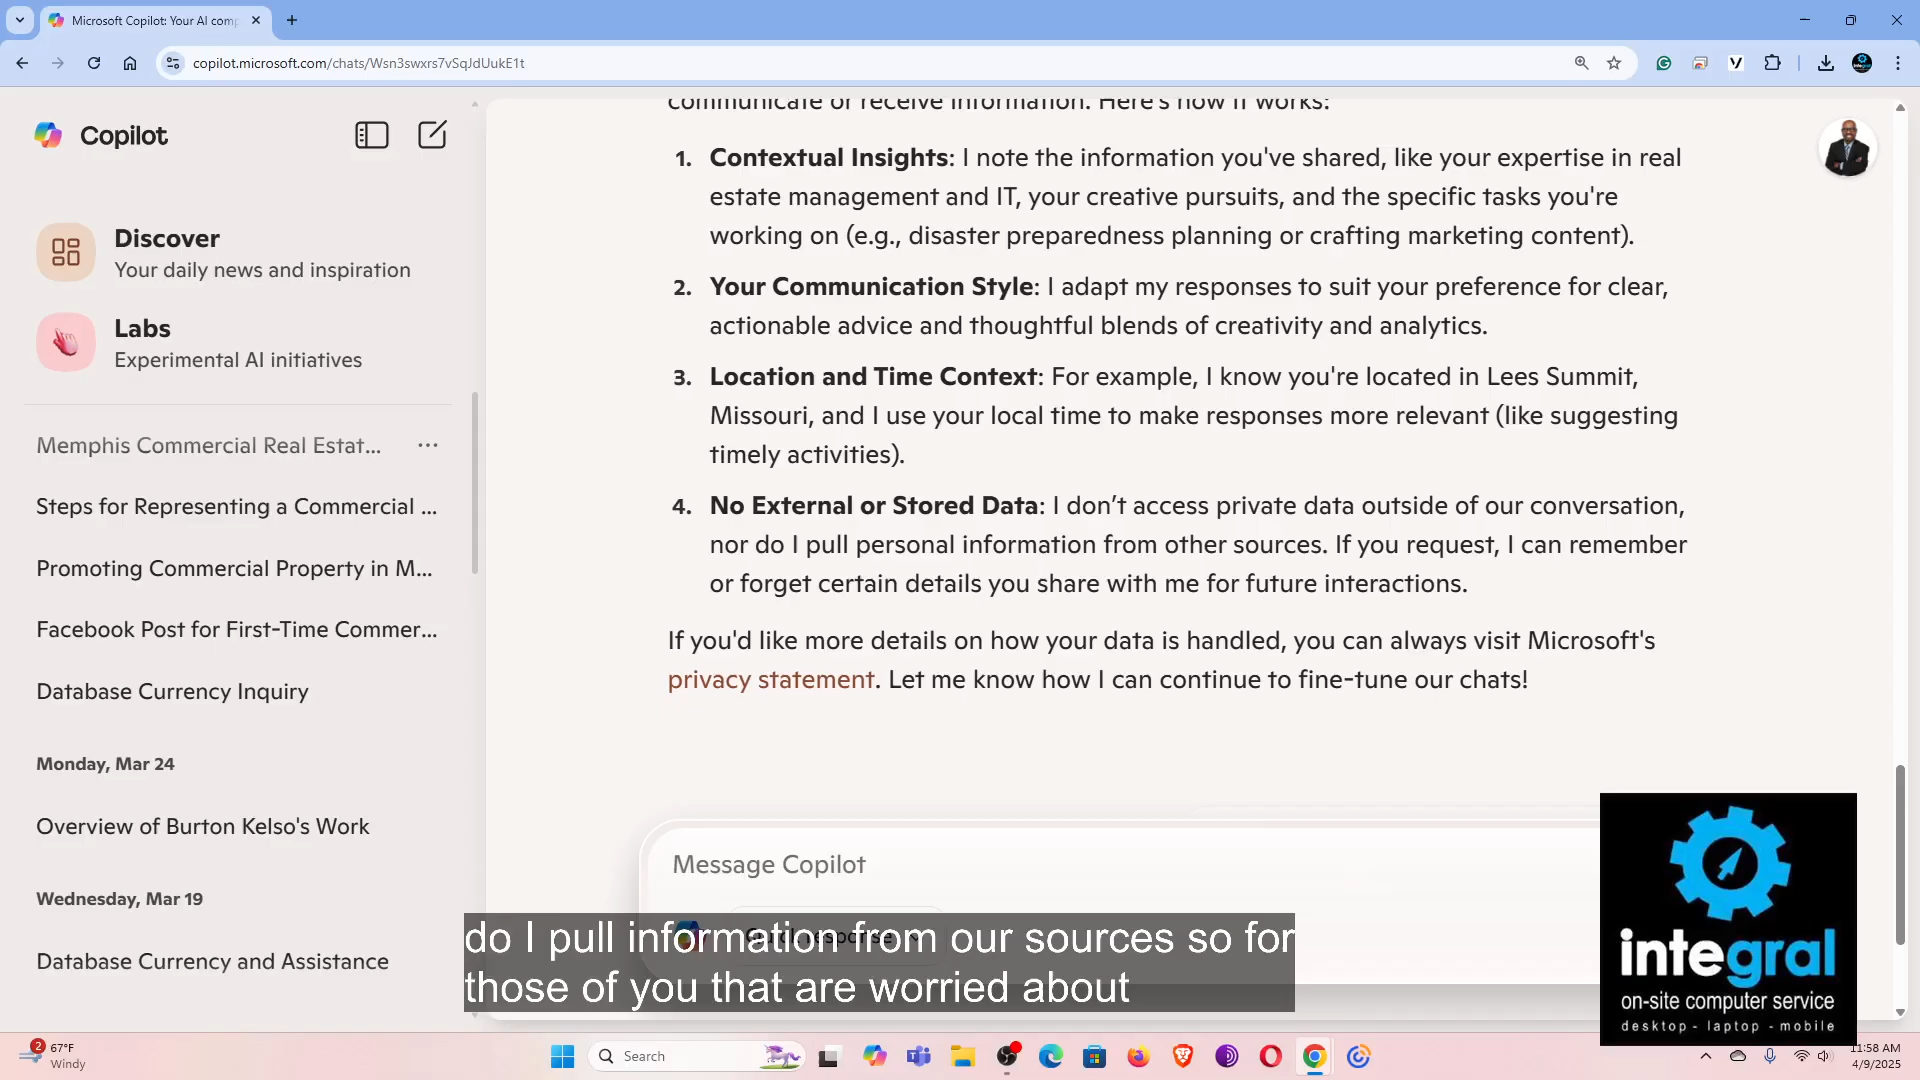 Microsoft Copilot: Your AI comp
copilot.microsoft.com/chats/Wsn3swxrs7vSqJdUukE1t
Copilot
Discover
Your daily news and inspiration
Labs
Experimental AI initiatives
Memphis Commercial Real Estat...
Steps for Representing a Commercial ...
Promoting Commercial Property in M...
Facebook Post for First-Time Commer...
Database Currency Inquiry
Monday, Mar 24
Overview of Burton Kelso's Work
Wednesday, Mar 19
Database Currency and Assistance
communicate or receive information. Here's how it works:
1. Contextual Insights: I note the information you've shared, like your expertise in real
estate management and IT, your creative pursuits, and the specific tasks you're
working on (e.g., disaster preparedness planning or crafting marketing content).
2. Your Communication Style: I adapt my responses to suit your preference for clear,
actionable advice and thoughtful blends of creativity and analytics.
3. Location and Time Context: For example, I know you're located in Lees Summit,
Missouri, and I use your local time to make responses more relevant (like suggesting
timely activities).
4. No External or Stored Data: I don’t access private data outside of our conversation,
nor do I pull personal information from other sources. If you request, I can remember
or forget certain details you share with me for future interactions.
If you'd like more details on how your data is handled, you can always visit Microsoft's
privacy statement. Let me know how I can continue to fine-tune our chats!
Message Copilot
Quick response
do I pull information from our sources so for
those of you that are worried about
integral
on-site computer service
desktop - laptop - mobile
2
67°F
Windy
Search
11:58 AM
4/9/2025